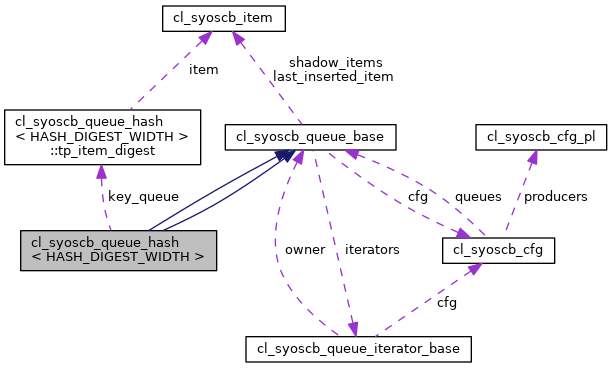 cl_syoscb_item
item
shadow_items
last_inserted_item
cl_syoscb_queue_hash
< HASH_DIGEST_WIDTH >
::tp_item_digest
cl_syoscb_queue_base
cl_syoscb_cfg_pl
key_queue
cfg
queues
producers
cl_syoscb_queue_hash
< HASH_DIGEST_WIDTH >
owner
iterators
cl_syoscb_cfg
cfg
cl_syoscb_queue_iterator_base